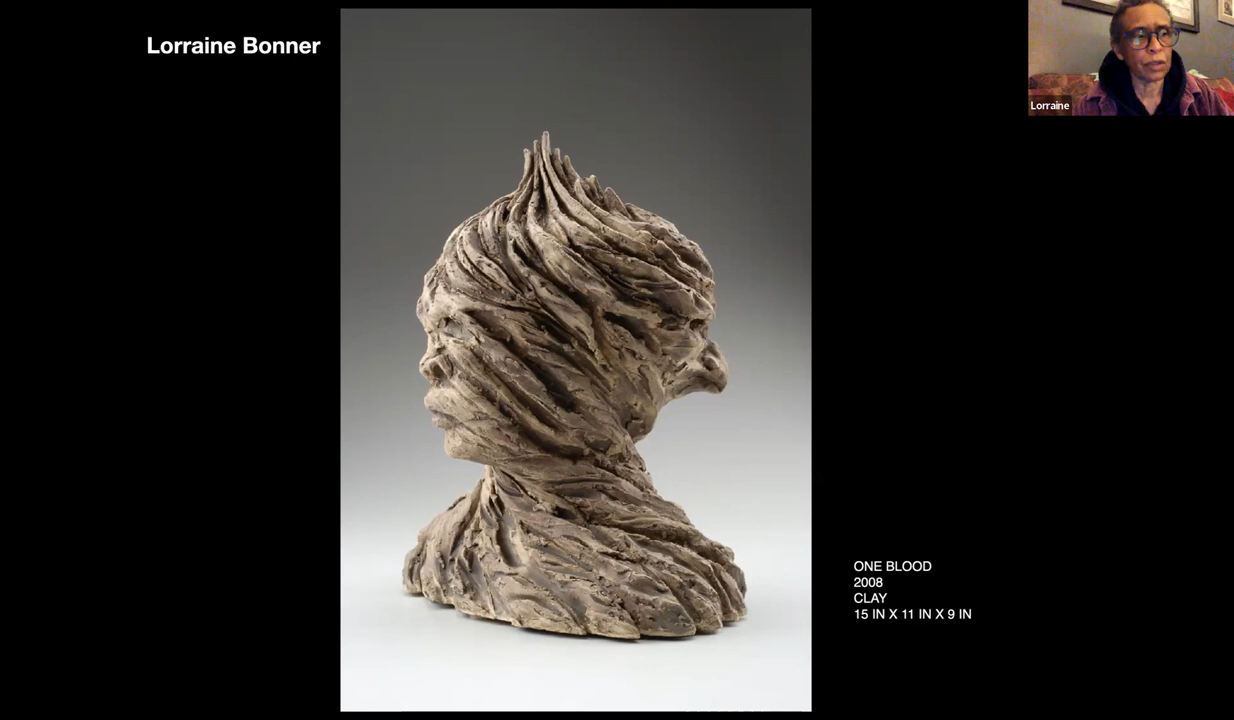 Lorraine Bonner
Lorraine
ONE BLOOD
2008
CLAY
15 IN X 11 IN X 9 IN